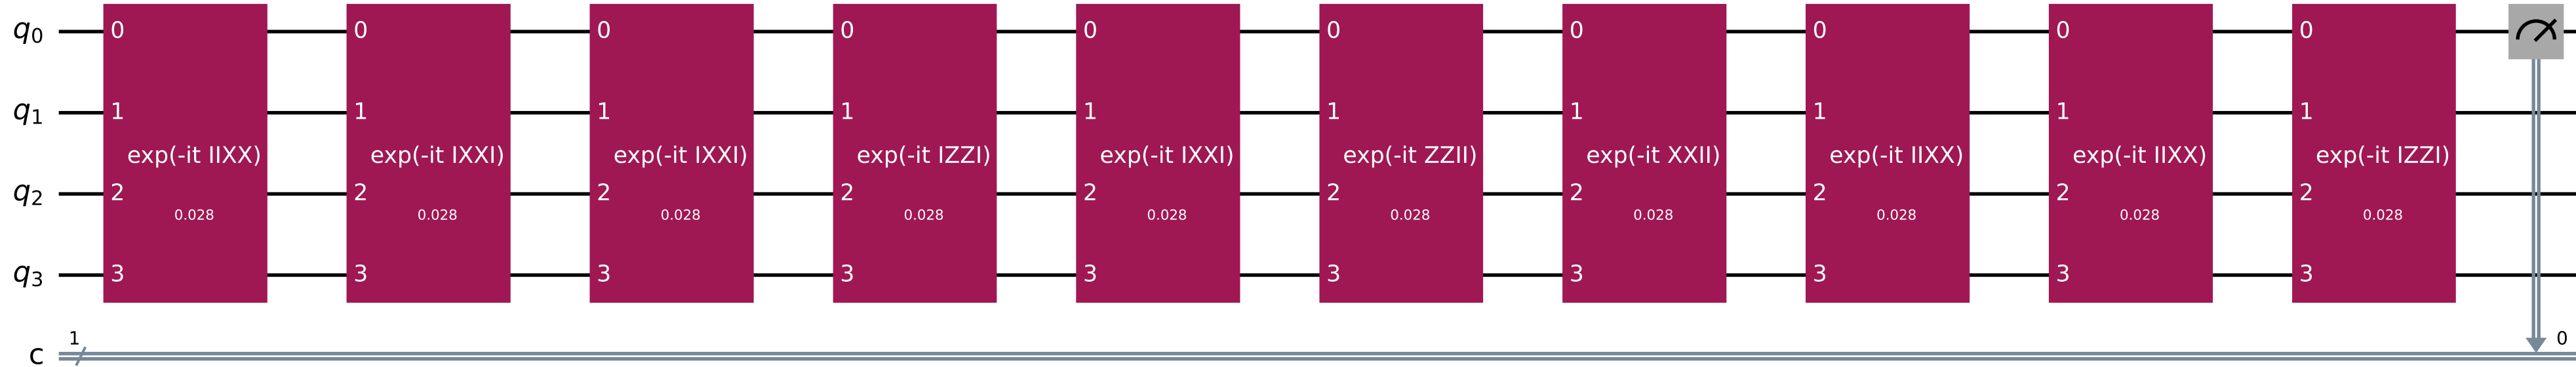 q0 0 0 0 0 0 0 0 0 0 0
q1 1 1 1 1 1 1 1 1 1 1
exp(-it IIXX) exp(-it IXXI) exp(-it IXXI) exp(-it IZZI) exp(-it IXXI) exp(-it ZZII) exp(-it XXII) exp(-it IIXX) exp(-it IIXX) exp(-it IZZI)
q2 2 2 2 2 2 2 2 2 2 2
0.028 0.028 0.028 0.028 0.028 0.028 0.028 0.028 0.028 0.028
q3 3 3 3 3 3 3 3 3 3 3
1 0
c